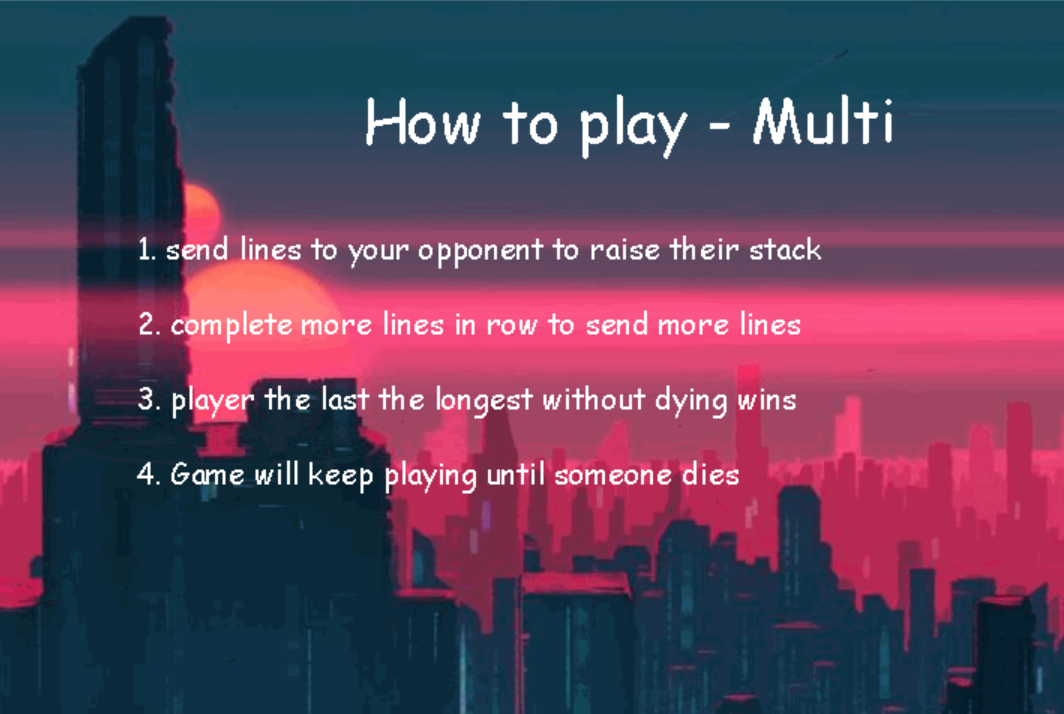 How to play - Multi
1. send lines to your opponent to raise their stack
2. complete more lines in row to send more lines
3. player the last the longest without dying wins
4. Game will keep playing until someone dies